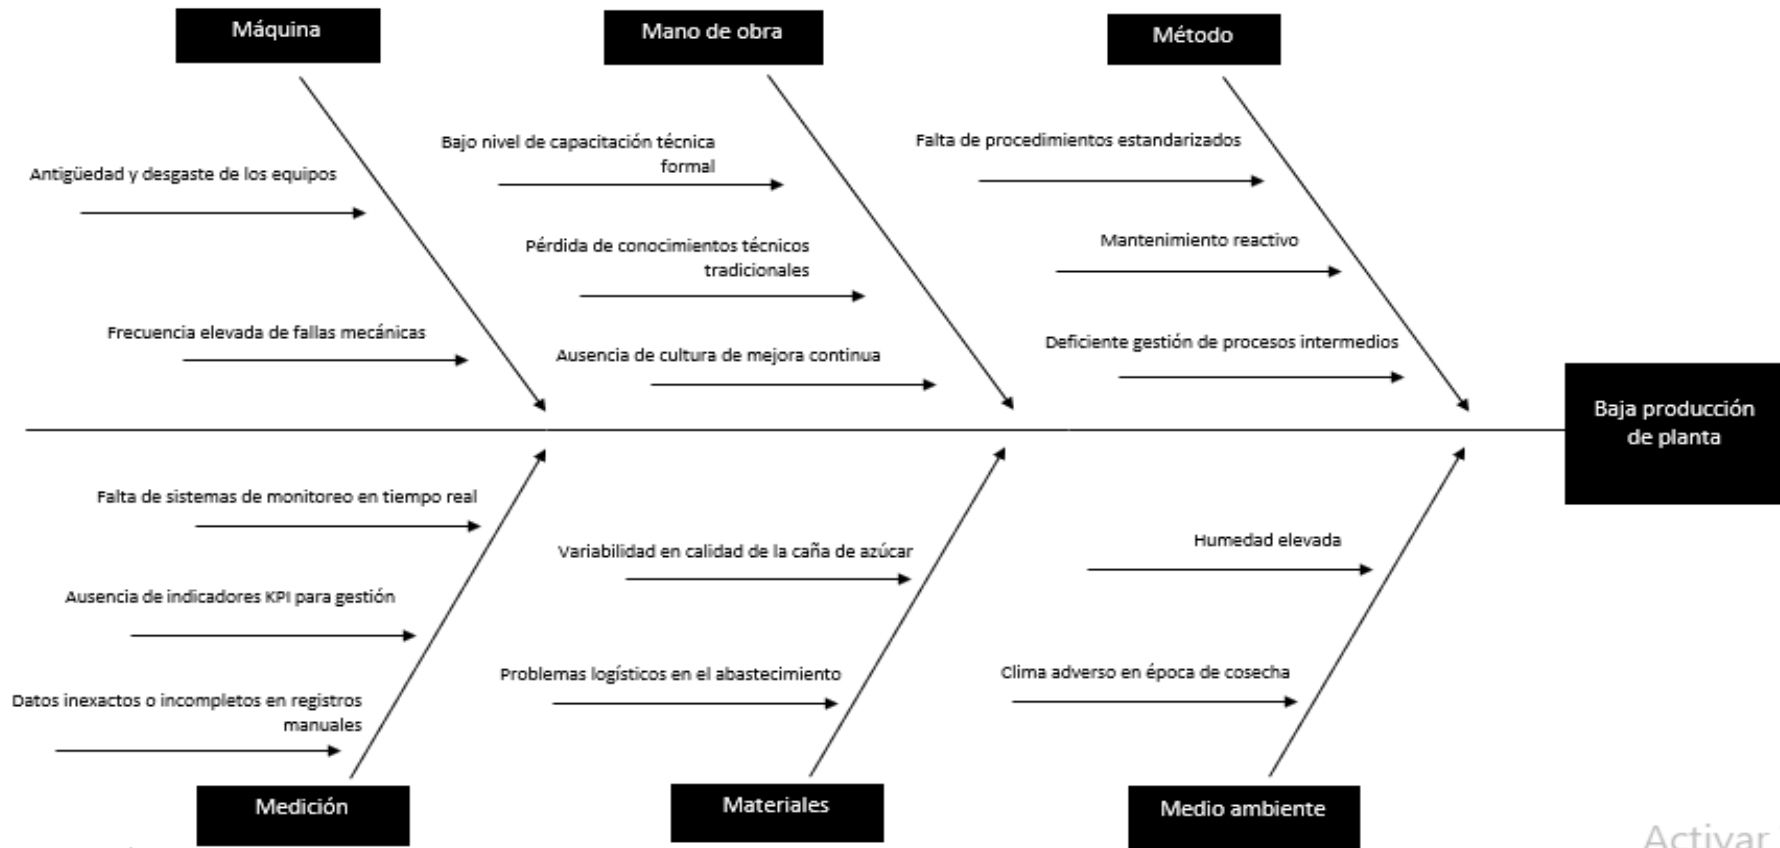 Máquina
Mano de obra
Método
Bajo nivel de capacitación técnica
formal
Falta de procedimientos estandarizados
Antigüedad y desgaste de los equipos
Pérdida de conocimientos técnicos
tradicionales
Mantenimiento reactivo
Frecuencia elevada de fallas mecánicas
Ausencia de cultura de mejora continua
Deficiente gestión de procesos intermedios
Baja producción
de planta
Falta de sistemas de monitoreo en tiempo real
Variabilidad en calidad de la caña de azúcar
Humedad elevada
Ausencia de indicadores KPI para gestión
Problemas logísticos en el abastecimiento
Clima adverso en época de cosecha
Datos inexactos o incompletos en registros
manuales
Medición
Materiales
Medio ambiente
Activar